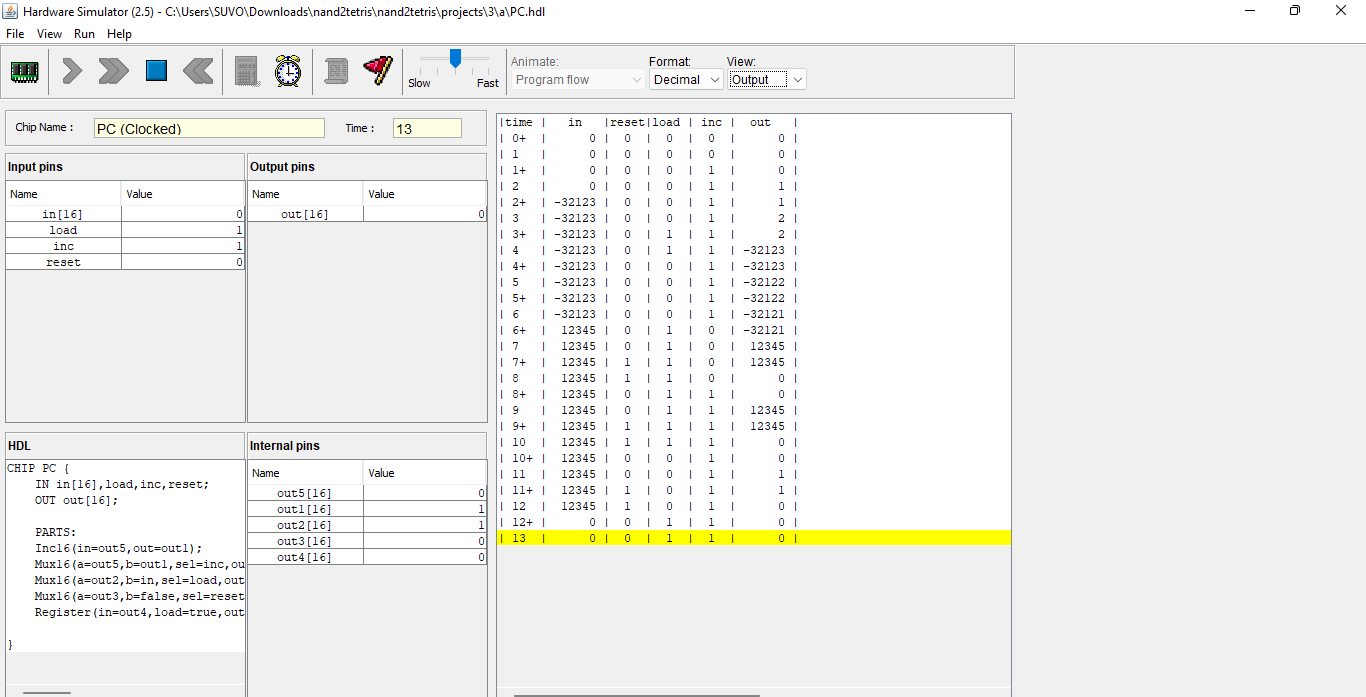 Hardware Simulator (2.5) - C:\Users\SUVO\Downloads\nand2tetris\nand2tetris\projects\3\a\PC.hdl
File View Run Help
Slow Fast
Animate: Format: View:
Program flow Decimal Output
Chip Name : PC (Clocked) Time : 13
Input pins
Name Value
in[16] 0
load 1
inc 1
reset 0
Output pins
Name Value
out[16] 0
HDL
CHIP PC {
IN in[16],load,inc,reset;
OUT out[16];
PARTS:
Inc16(in=out5,out=out1);
Mux16(a=out5,b=out1,sel=inc,ou
Mux16(a=out2,b=in,sel=load,out
Mux16(a=out3,b=false,sel=reset
Register(in=out4,load=true,out
}
Internal pins
Name Value
out5[16] 0
out1[16] 1
out2[16] 1
out3[16] 0
out4[16] 0
|time | in |reset|load | inc | out |
| 0+ | 0 | 0 | 0 | 0 | 0 |
| 1 | 0 | 0 | 0 | 0 | 0 |
| 1+ | 0 | 0 | 0 | 1 | 0 |
| 2 | 0 | 0 | 0 | 1 | 1 |
| 2+ | -32123 | 0 | 0 | 1 | 1 |
| 3 | -32123 | 0 | 0 | 1 | 2 |
| 3+ | -32123 | 0 | 1 | 1 | 2 |
| 4 | -32123 | 0 | 1 | 1 | -32123 |
| 4+ | -32123 | 0 | 0 | 1 | -32123 |
| 5 | -32123 | 0 | 0 | 1 | -32122 |
| 5+ | -32123 | 0 | 0 | 1 | -32122 |
| 6 | -32123 | 0 | 0 | 1 | -32121 |
| 6+ | 12345 | 0 | 1 | 0 | -32121 |
| 7 | 12345 | 0 | 1 | 0 | 12345 |
| 7+ | 12345 | 1 | 1 | 0 | 12345 |
| 8 | 12345 | 1 | 1 | 0 | 0 |
| 8+ | 12345 | 0 | 1 | 1 | 0 |
| 9 | 12345 | 0 | 1 | 1 | 12345 |
| 9+ | 12345 | 1 | 1 | 1 | 12345 |
| 10 | 12345 | 1 | 1 | 1 | 0 |
| 10+ | 12345 | 0 | 0 | 1 | 0 |
| 11 | 12345 | 0 | 0 | 1 | 1 |
| 11+ | 12345 | 1 | 0 | 1 | 1 |
| 12 | 12345 | 1 | 0 | 1 | 0 |
| 12+ | 0 | 0 | 1 | 1 | 0 |
| 13 | 0 | 0 | 1 | 1 | 0 |